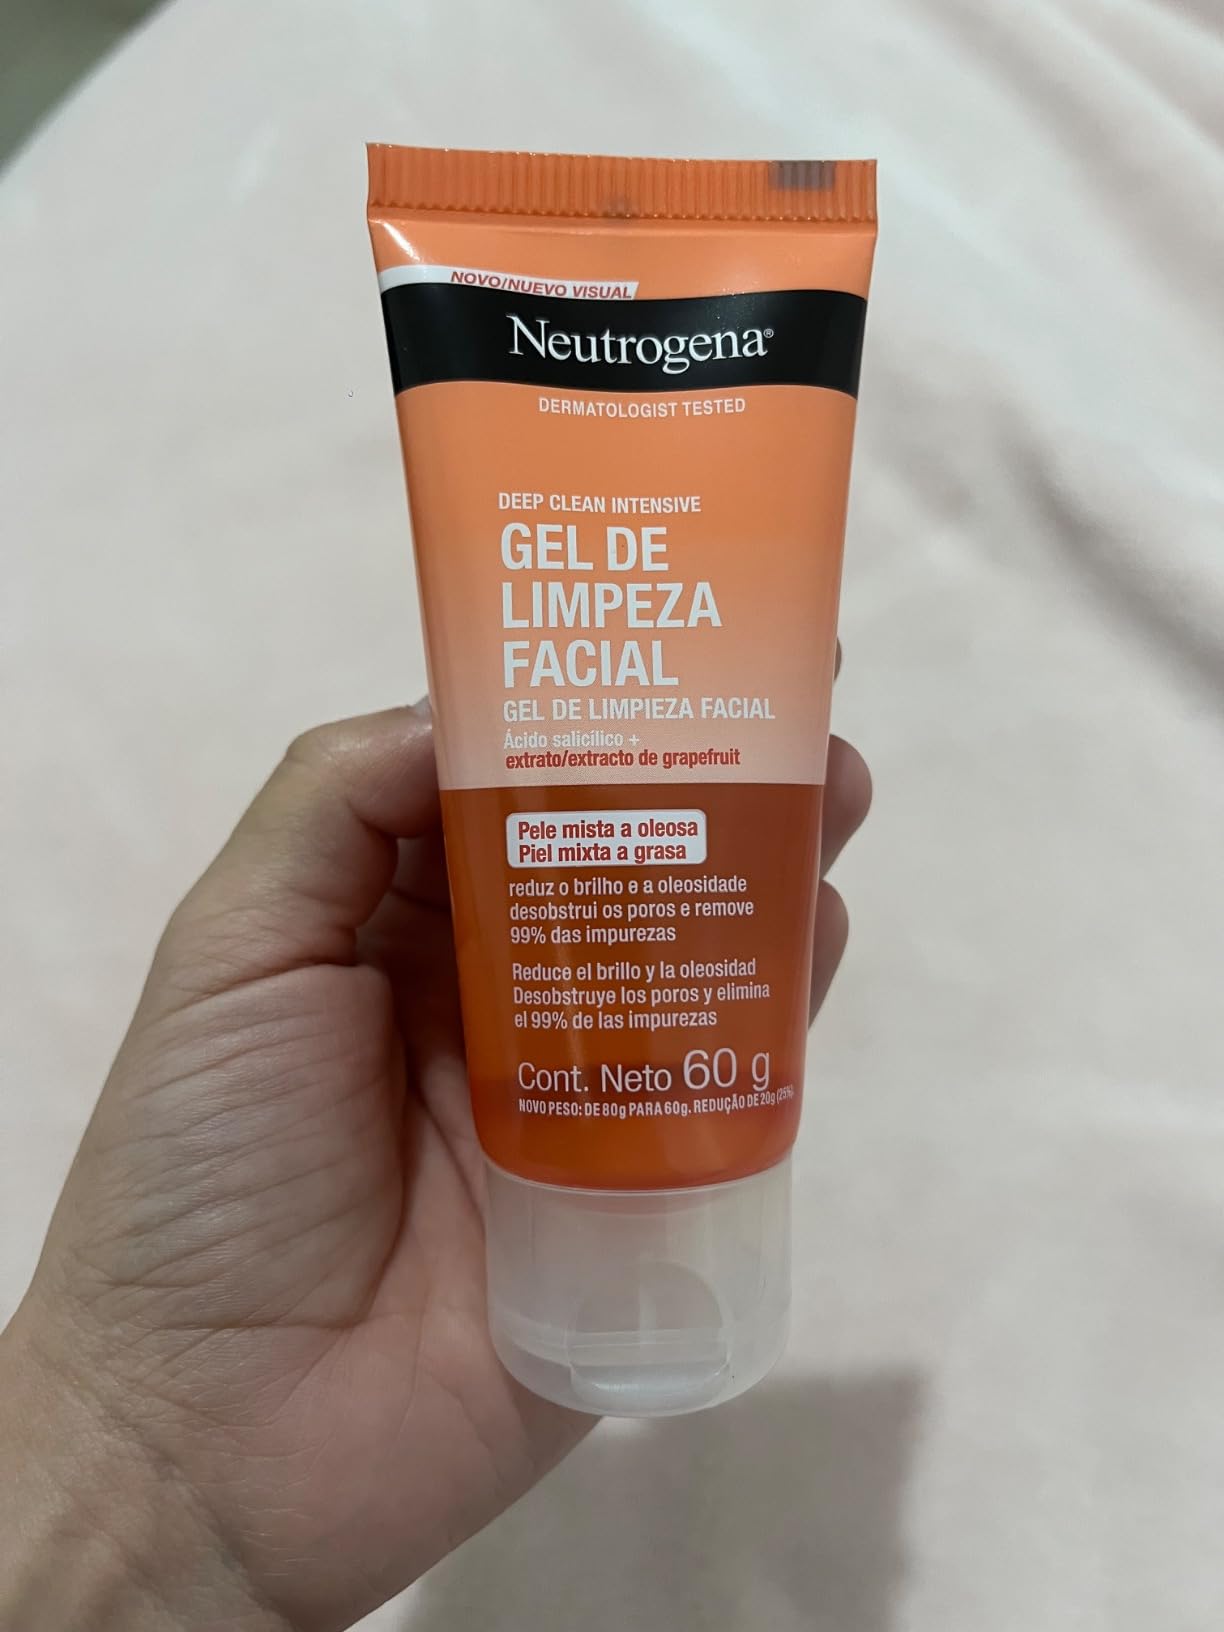 NOVO/NUEVO VISUAL
Neutrogena®
DERMATOLOGIST TESTED
DEEP CLEAN INTENSIVE
GEL DE
LIMPEZA
FACIAL
GEL DE LIMPIEZA FACIAL
Ácido salicílico +
extrato/extracto de grapefruit
Pele mista a oleosa
Piel mixta a grasa
reduz o brilho e a oleosidade
desobstrui os poros e remove
99% das impurezas
Reduce el brillo y la oleosidad
Desobstruye los poros y elimina
el 99% de las impurezas
Cont. Neto 60 g
NOVO PESO: DE 80g PARA 60g. REDUÇÃO DE 20g (25%).